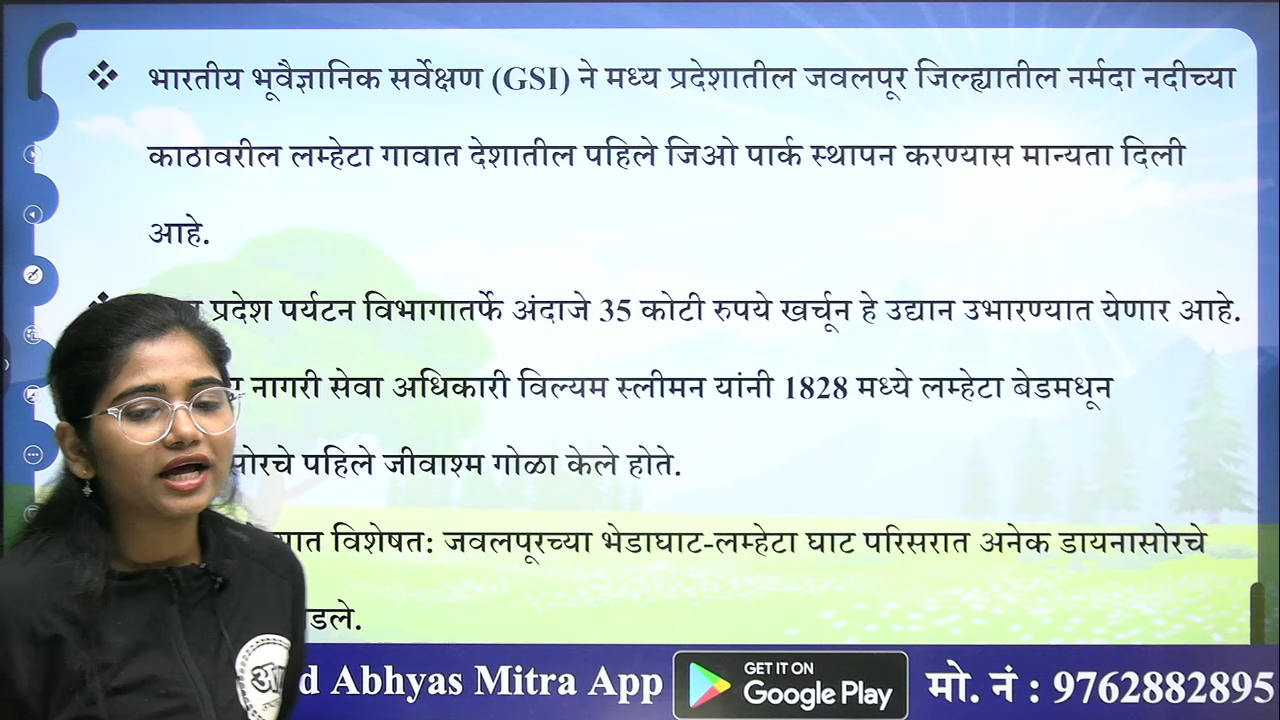 भारतीय भूवैज्ञानिक सर्वेक्षण (GSI) ने मध्य प्रदेशातील जवलपूर जिल्ह्यातील नर्मदा नदीच्या
काठावरील लम्हेटा गावात देशातील पहिले जिओ पार्क स्थापन करण्यास मान्यता दिली
आहे.
प्रदेश पर्यटन विभागातर्फे अंदाजे 35 कोटी रुपये खर्चून हे उद्यान उभारण्यात येणार आहे.
नागरी सेवा अधिकारी विल्यम स्लीमन यांनी 1828 मध्ये लम्हेटा बेडमधून
सोरचे पहिले जीवाश्म गोळा केले होते.
विशेषत: जवलपूरच्या भेडाघाट-लम्हेटा घाट परिसरात अनेक डायनासोरचे
डले.
d Abhyas Mitra App
GET IT ON
Google Play
मो. नं : 9762882895